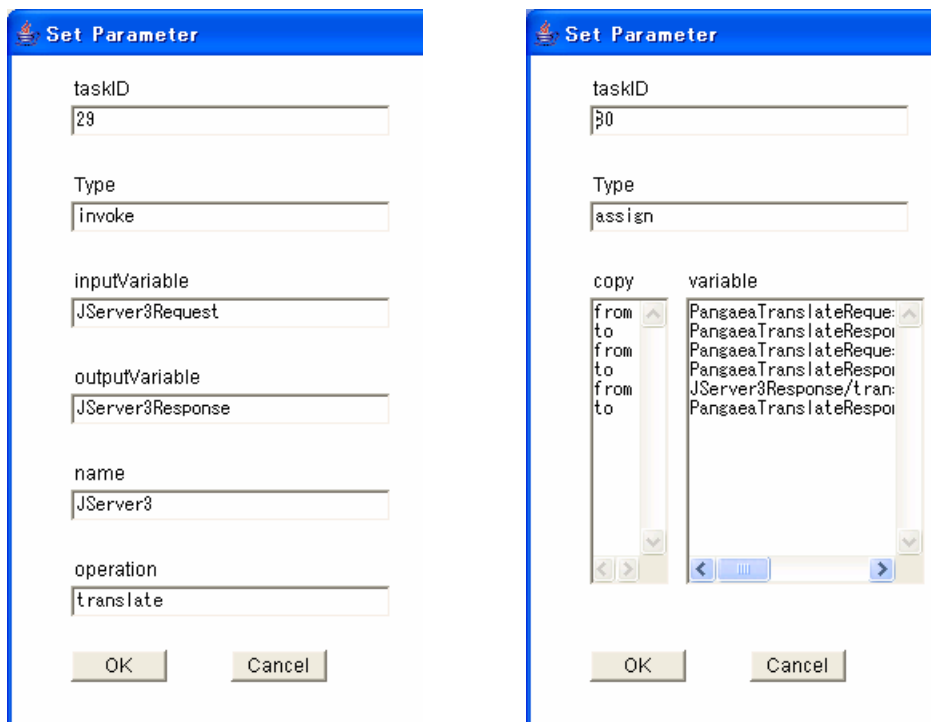 Set Parameter
taskID
29
Type
invoke
inputVariable
JServer3Request
outputVariable
JServer3Response
name
JServer3
operation
translate
OK Cancel
Set Parameter
taskID
30
Type
assign
copy variable
from PangaeaTranslateReque
to PangaeaTranslateRespo
from PangaeaTranslateReque
to PangaeaTranslateRespo
from JServer3Response/tran
to PangaeaTranslateRespo
OK Cancel